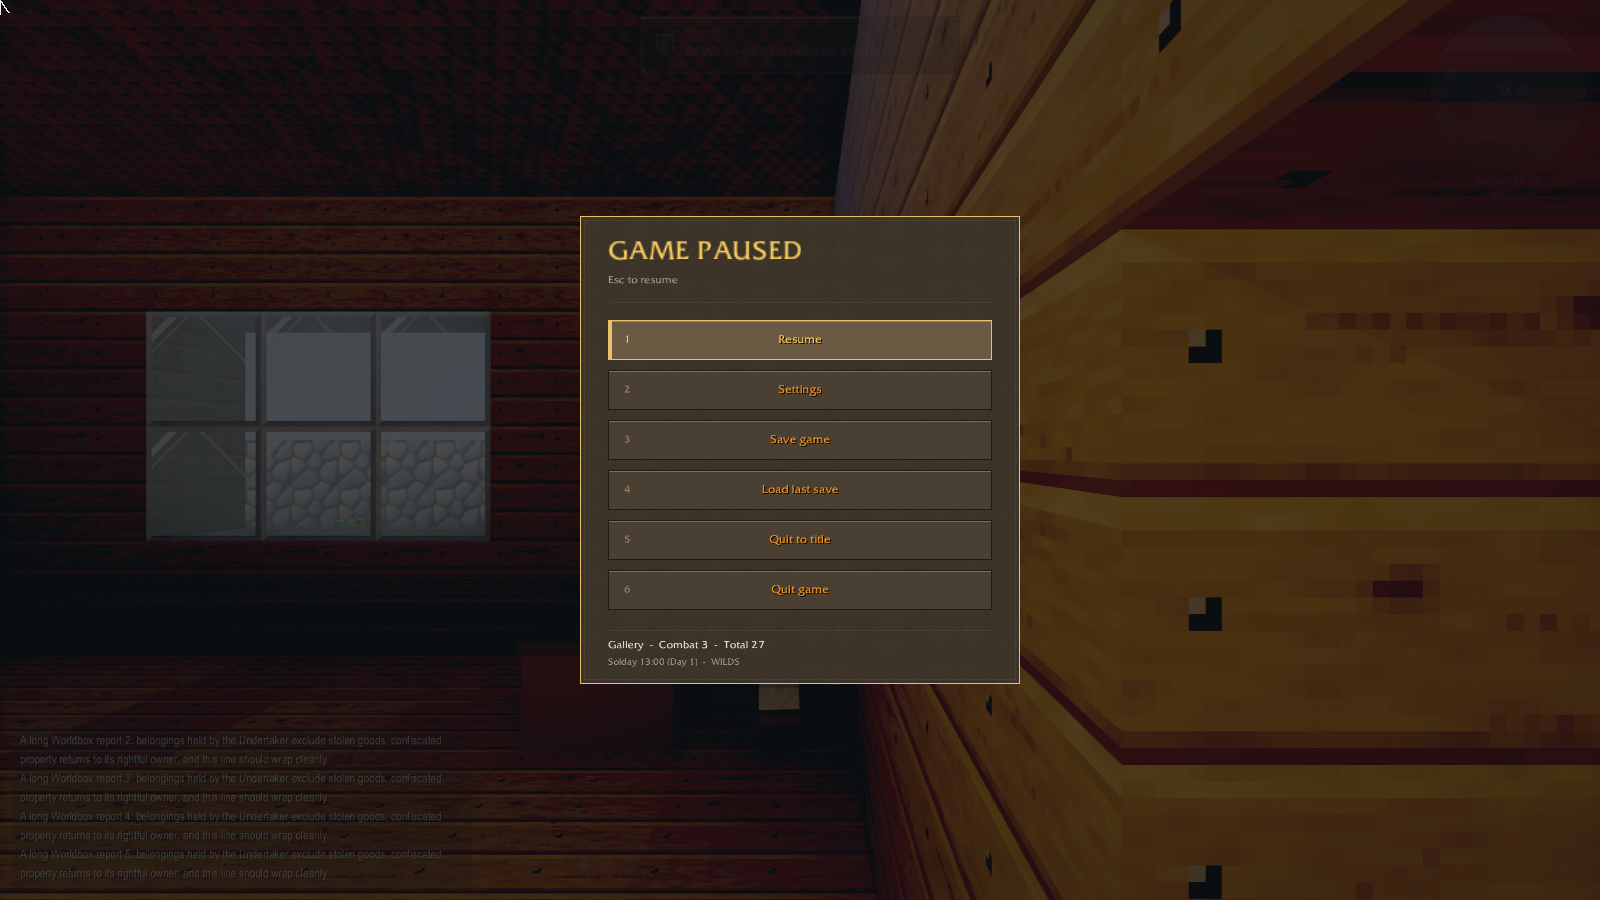 GAME PAUSED
Esc to resume
1 Resume
2 Settings
3 Save game
4 Load last save
5 Quit to title
6 Quit game
Gallery - Combat 3 - Total 27
Solday 13:00 (Day 1) - WILDS
A long Worldbox report 2: belongings held by the Undertaker exclude stolen goods, confiscated
property returns to its rightful owner, and this line should wrap cleanly.
A long Worldbox report 3: belongings held by the Undertaker exclude stolen goods, confiscated
property returns to its rightful owner, and this line should wrap cleanly.
A long Worldbox report 4: belongings held by the Undertaker exclude stolen goods, confiscated
property returns to its rightful owner, and this line should wrap cleanly.
A long Worldbox report 5: belongings held by the Undertaker exclude stolen goods, confiscated
property returns to its rightful owner, and this line should wrap cleanly.